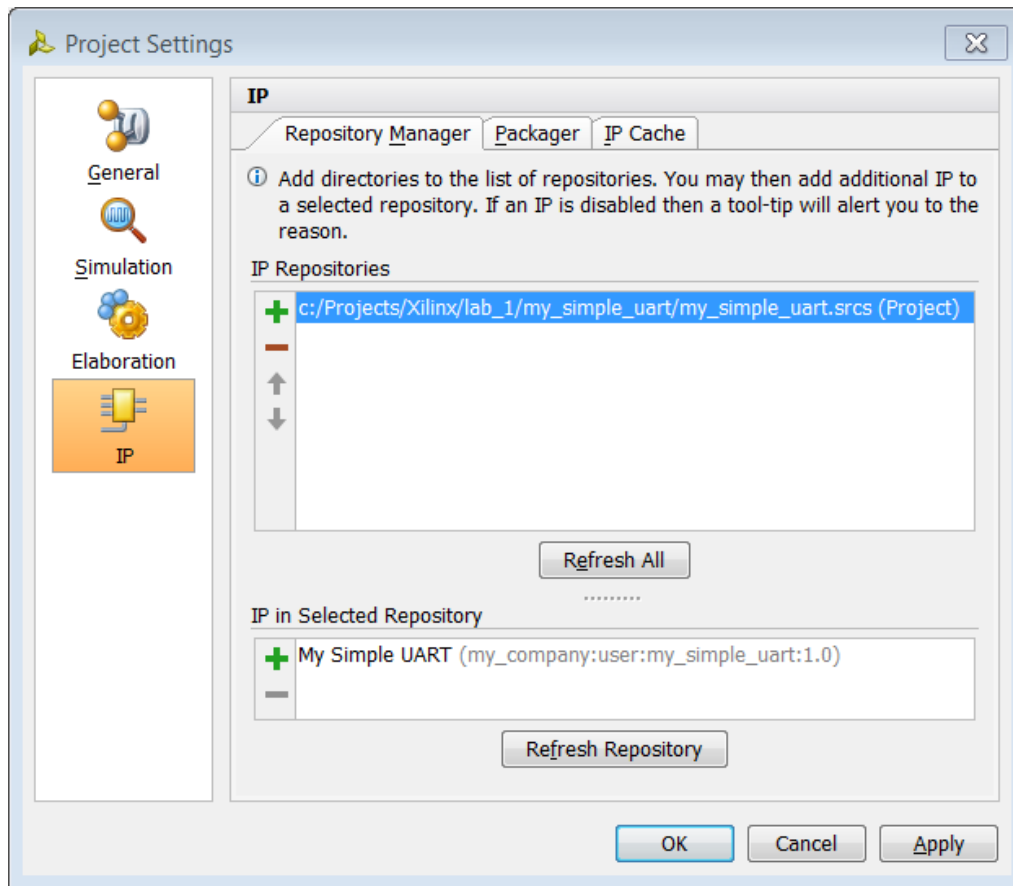 Project Settings
General
Simulation
Elaboration
IP
IP
Repository Manager
Packager
IP Cache
Add directories to the list of repositories. You may then add additional IP to
a selected repository. If an IP is disabled then a tool-tip will alert you to the
reason.
IP Repositories
c:/Projects/Xilinx/lab_1/my_simple_uart/my_simple_uart.srcs (Project)
Refresh All
IP in Selected Repository
My Simple UART (my_company:user:my_simple_uart:1.0)
Refresh Repository
OK
Cancel
Apply